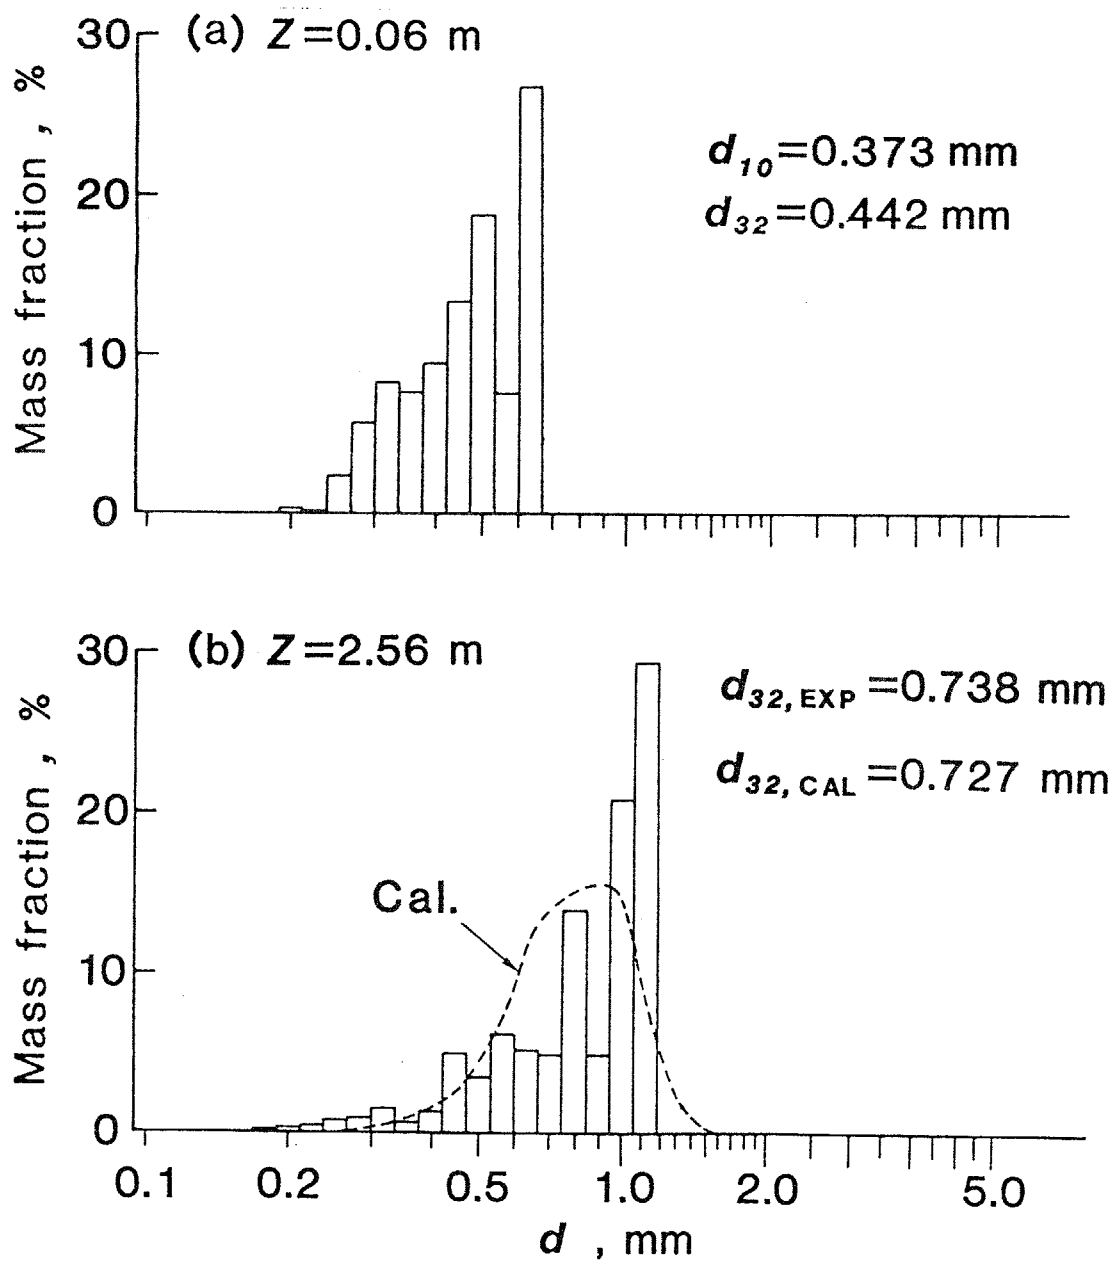 (a) Z=0.06 m
30
20
10
0
Mass fraction , %
d10=0.373 mm
d32=0.442 mm
(b) Z=2.56 m
30
20
10
0
Mass fraction , %
d32, EXP =0.738 mm
d32, CAL =0.727 mm
Cal.
0.1 0.2 0.5 1.0 2.0 5.0
d , mm